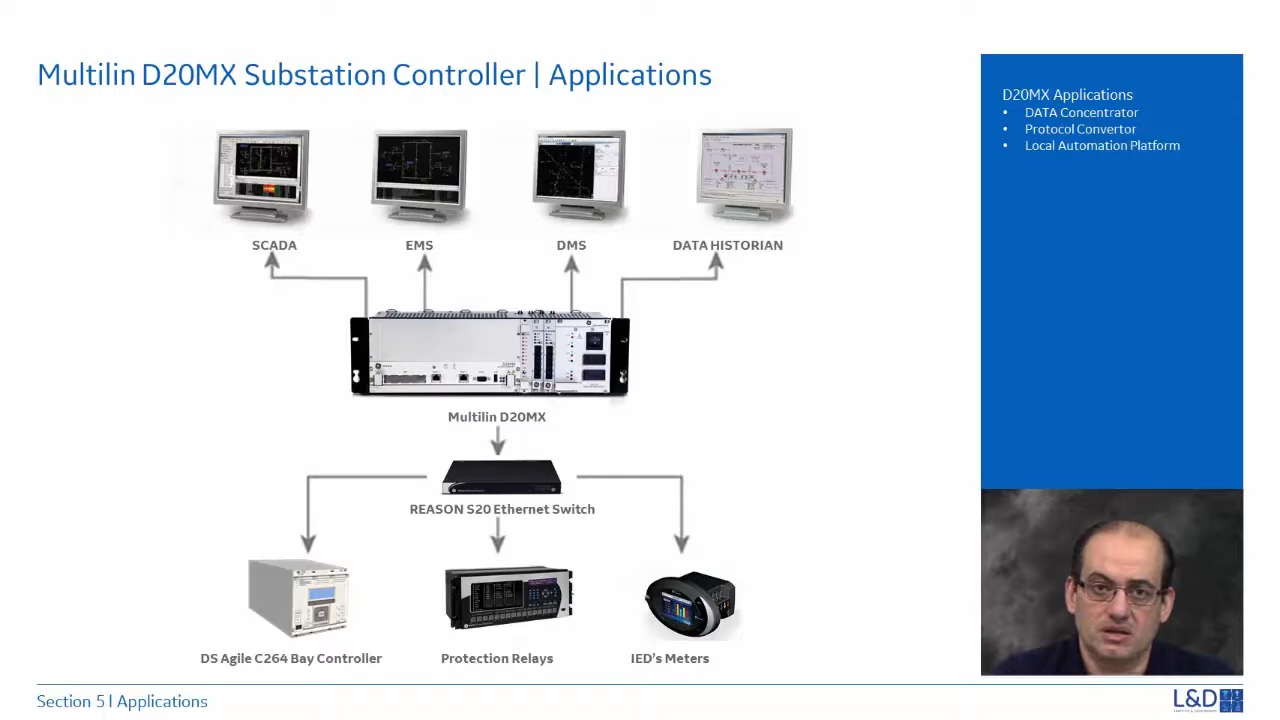 Multilin D20MX Substation Controller | Applications
D20MX Applications
• DATA Concentrator
• Protocol Convertor
• Local Automation Platform
SCADA
EMS
DMS
DATA HISTORIAN
Multilin D20MX
REASON S20 Ethernet Switch
DS Agile C264 Bay Controller
Protection Relays
IED's Meters
Section 5 | Applications
L&D